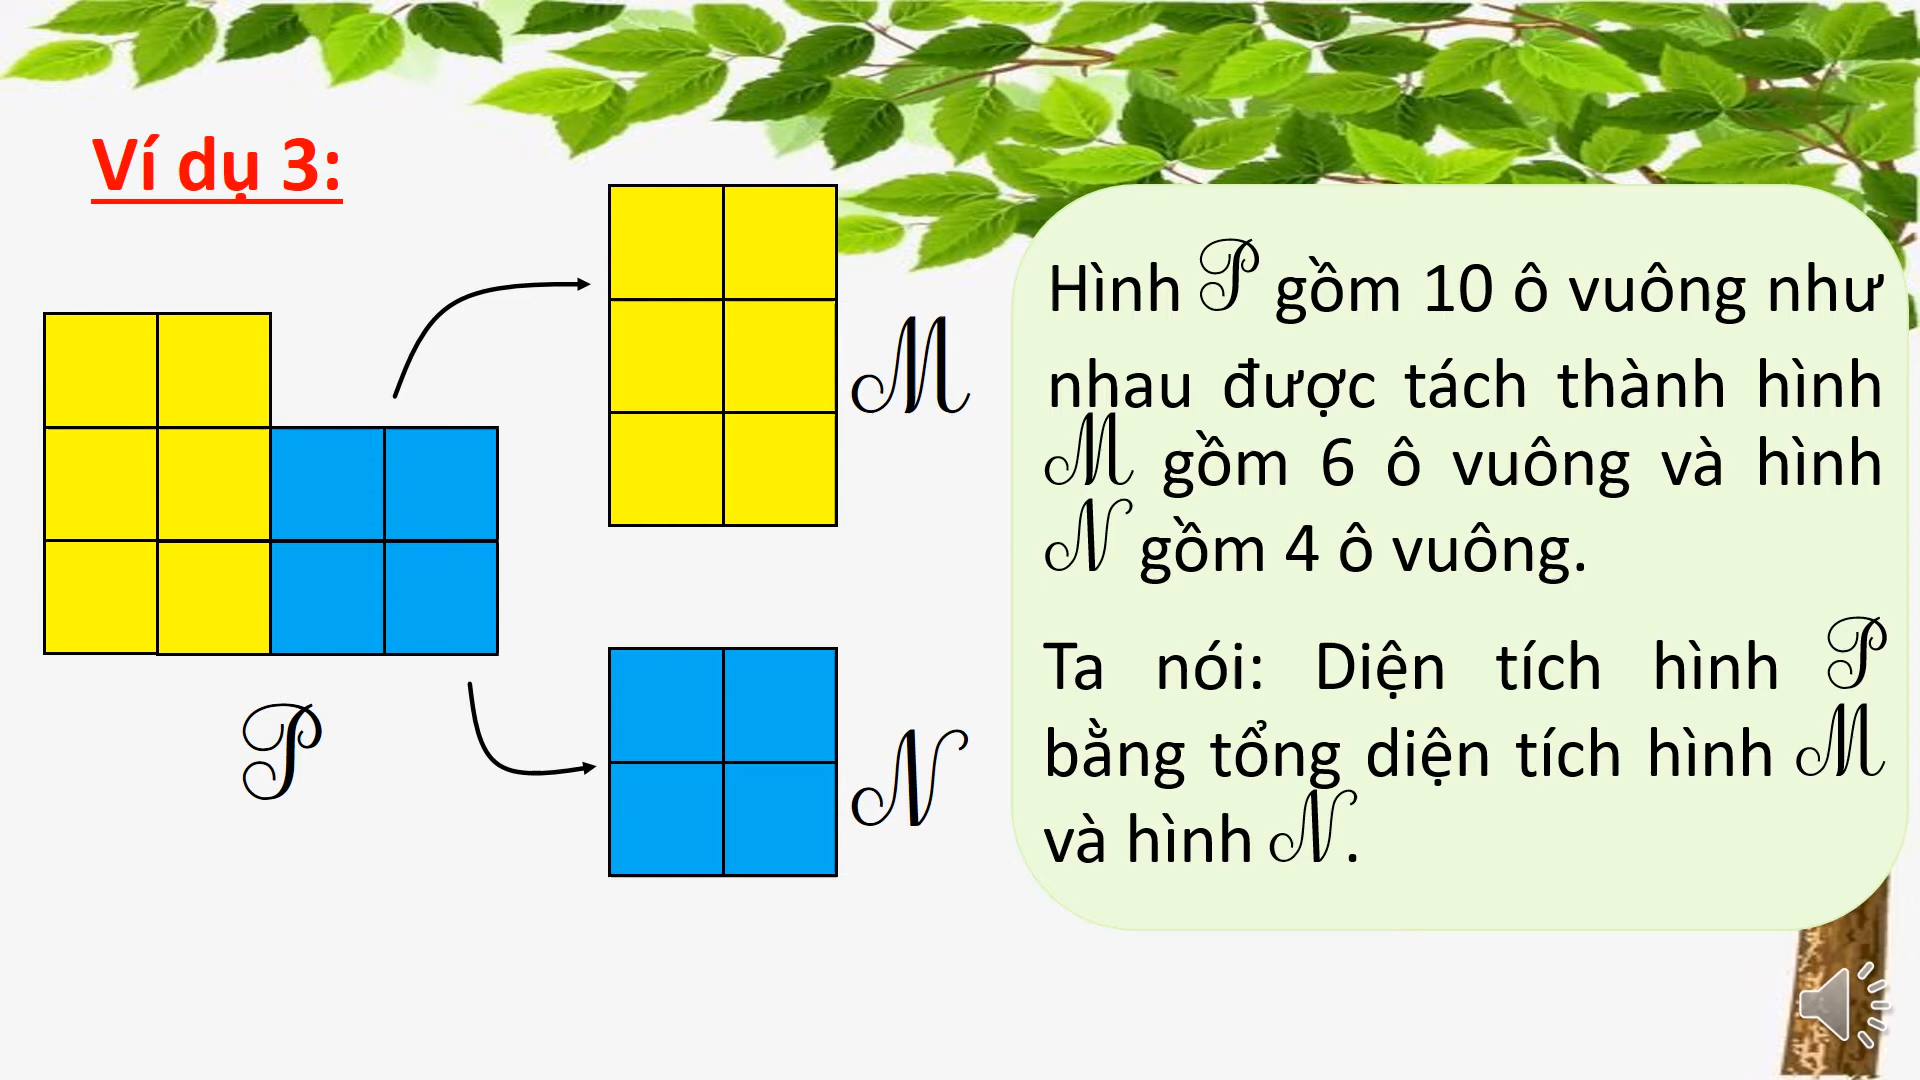 Ví dụ 3:
M
P
N
Hình P gồm 10 ô vuông như
nhau được tách thành hình
M gồm 6 ô vuông và hình
N gồm 4 ô vuông.
Ta nói: Diện tích hình P
bằng tổng diện tích hình M
và hình N.